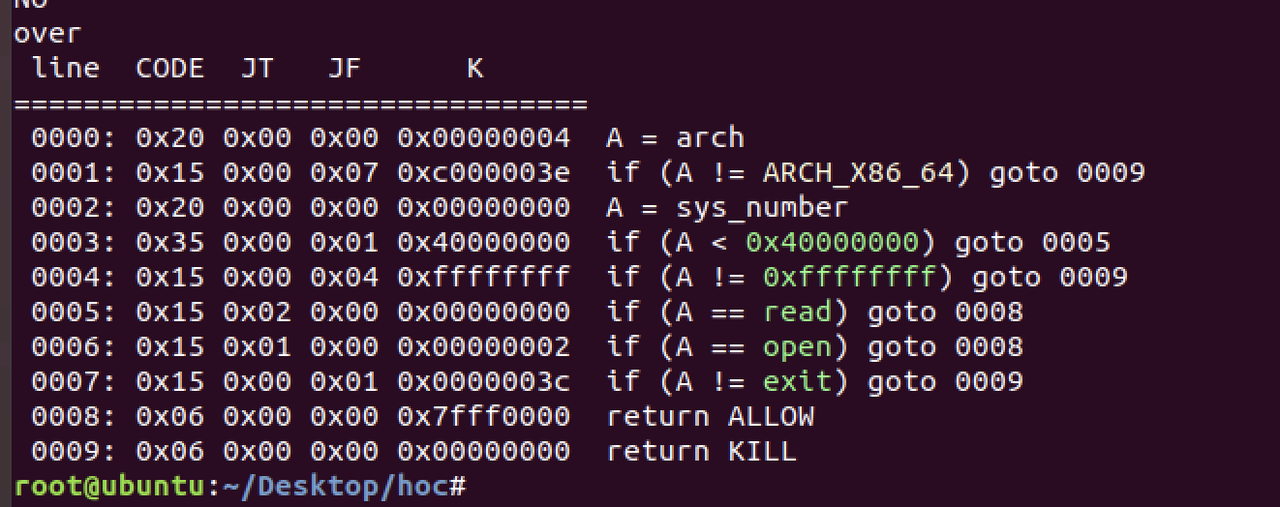 No
over
 line  CODE  JT   JF      K
=================================
 0000: 0x20 0x00 0x00 0x00000004  A = arch
 0001: 0x15 0x00 0x07 0xc000003e  if (A != ARCH_X86_64) goto 0009
 0002: 0x20 0x00 0x00 0x00000000  A = sys_number
 0003: 0x35 0x00 0x01 0x40000000  if (A < 0x40000000) goto 0005
 0004: 0x15 0x00 0x04 0xffffffff  if (A != 0xffffffff) goto 0009
 0005: 0x15 0x02 0x00 0x00000000  if (A == read) goto 0008
 0006: 0x15 0x01 0x00 0x00000002  if (A == open) goto 0008
 0007: 0x15 0x00 0x01 0x0000003c  if (A != exit) goto 0009
 0008: 0x06 0x00 0x00 0x7fff0000  return ALLOW
 0009: 0x06 0x00 0x00 0x00000000  return KILL
root@ubuntu:~/Desktop/hoc#